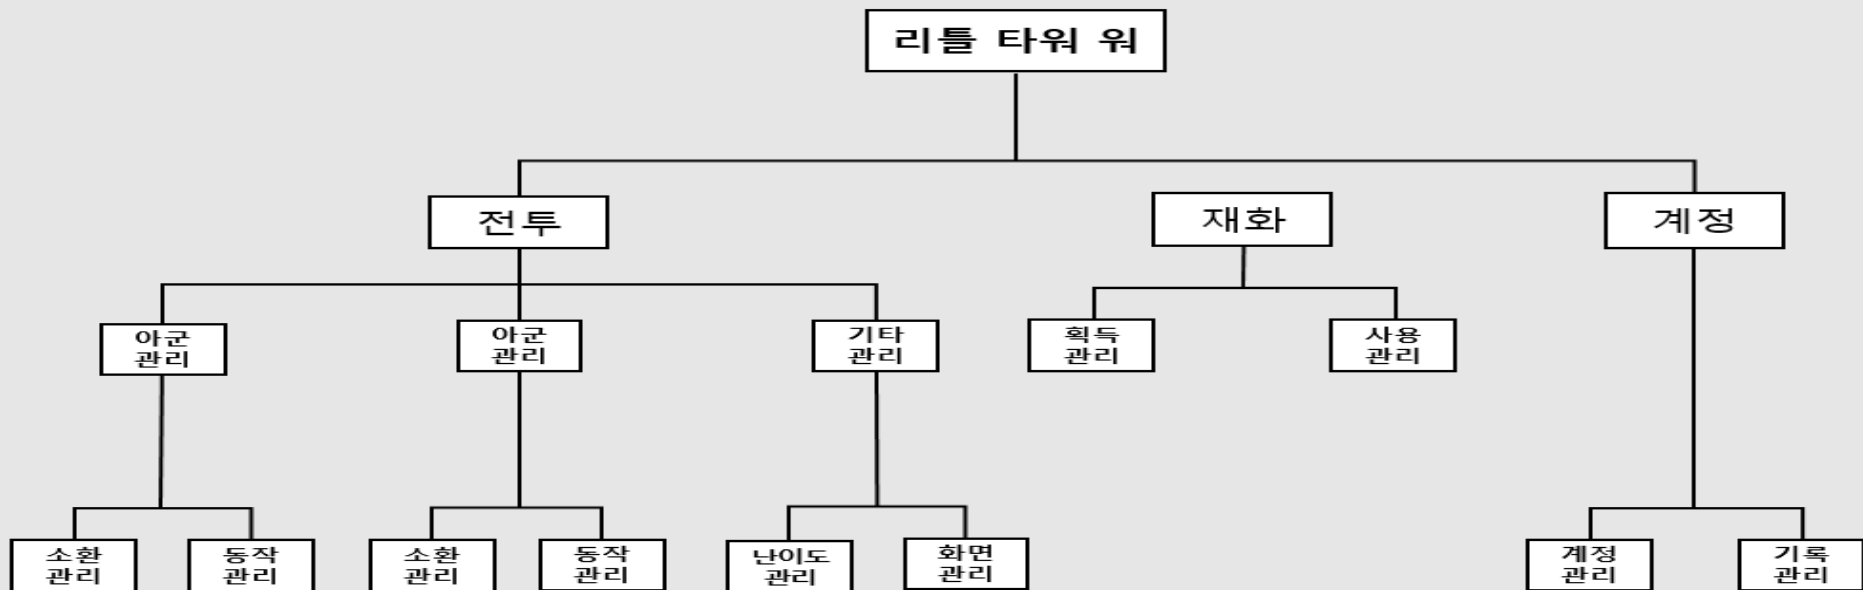 리틀 타워 워
전투
재화
계정
아군
관리
아군
관리
기타
관리
획득
관리
사용
관리
소환
관리
동작
관리
소환
관리
동작
관리
난이도
관리
화면
관리
계정
관리
기록
관리